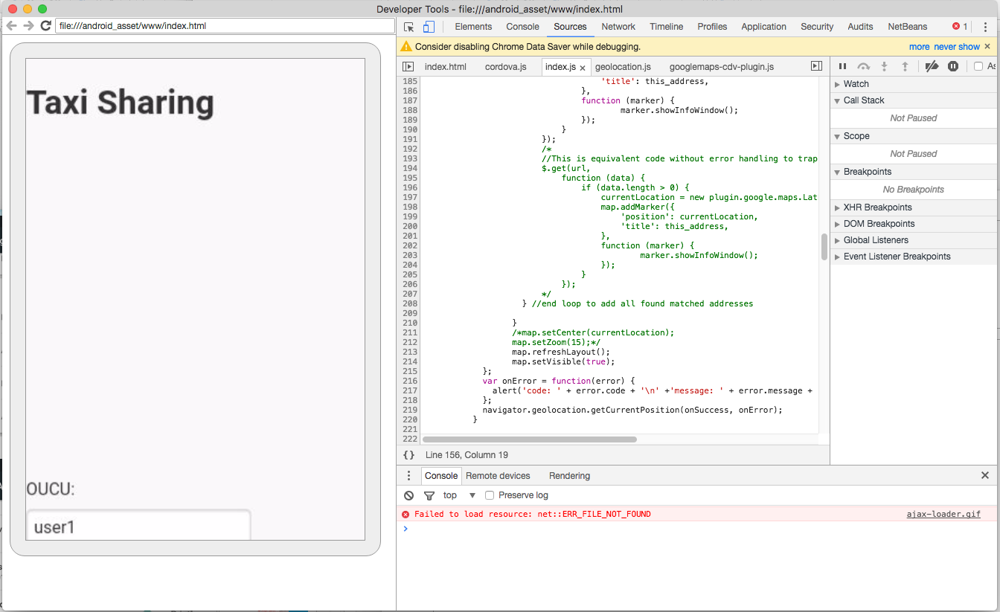 Developer Tools - file:///android_asset/www/index.html
file:///android_asset/www/index.html
Elements Console Sources Network Timeline Profiles Application Security Audits NetBeans 1
Consider disabling Chrome Data Saver while debugging. more never show ×
index.html cordova.js index.js × geolocation.js googlemaps-cdv-plugin.js
As
Taxi Sharing
OUCU:
user1
185 'title': this_address,
186 },
187 function (marker) {
188 marker.showInfoWindow();
189 });
190 }
191 });
192 /*
193 //This is equivalent code without error handling to trap
194 $.get(url,
195 function (data) {
196 if (data.length > 0) {
197 currentLocation = new plugin.google.maps.Lat
198 map.addMarker({
199 'position': currentLocation,
200 'title': this_address,
201 },
202 function (marker) {
203 marker.showInfoWindow();
204 });
205 }
206 });
207 */
208 } //end loop to add all found matched addresses
209
210 }
211 /*map.setCenter(currentLocation);
212 map.setZoom(15);*/
213 map.refreshLayout();
214 map.setVisible(true);
215 };
216 var onError = function(error) {
217 alert('code: ' + error.code + '\n' +'message: ' + error.message +
218 };
219 navigator.geolocation.getCurrentPosition(onSuccess, onError);
220 }
221
222
{} Line 156, Column 19
Watch
Call Stack
Not Paused
Scope
Not Paused
Breakpoints
No Breakpoints
XHR Breakpoints
DOM Breakpoints
Global Listeners
Event Listener Breakpoints
Console Remote devices Rendering
top Preserve log
Failed to load resource: net::ERR_FILE_NOT_FOUND ajax-loader.gif